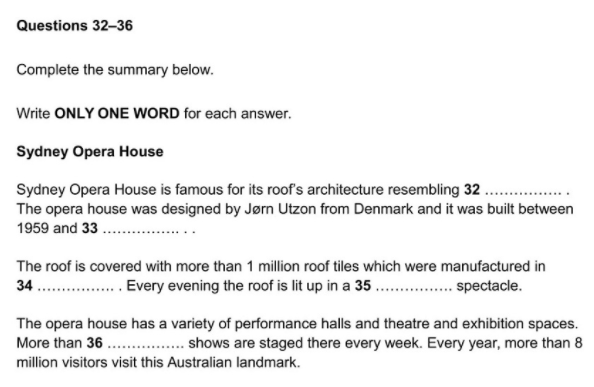 Questions 32–36
Complete the summary below.
Write ONLY ONE WORD for each answer.
Sydney Opera House
Sydney Opera House is famous for its roof's architecture resembling 32 ................ .
The opera house was designed by Jørn Utzon from Denmark and it was built between
1959 and 33 ................ . .
The roof is covered with more than 1 million roof tiles which were manufactured in
34 ................ . Every evening the roof is lit up in a 35 ................ spectacle.
The opera house has a variety of performance halls and theatre and exhibition spaces.
More than 36 ................ shows are staged there every week. Every year, more than 8
million visitors visit this Australian landmark.